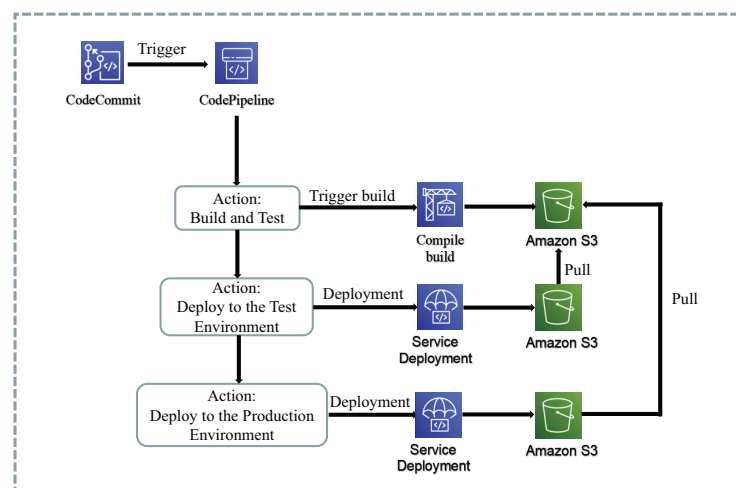 Trigger
CodeCommit
CodePipeline
Action:
Build and Test
Trigger build
Compile
build
Amazon S3
Pull
Action:
Deploy to the Test
Environment
Deployment
Service
Deployment
Amazon S3
Pull
Action:
Deploy to the Production
Environment
Deployment
Service
Deployment
Amazon S3